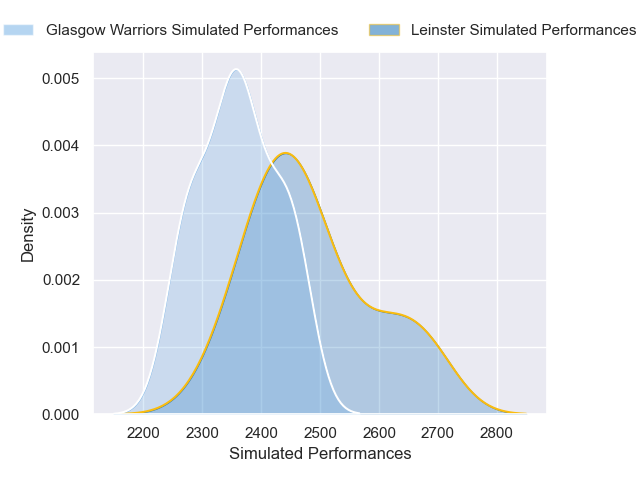 Glasgow Warriors Simulated Performances
Leinster Simulated Performances
0.005
0.004
0.003
0.002
0.001
0.000
Density
2200 2300 2400 2500 2600 2700 2800
Simulated Performances